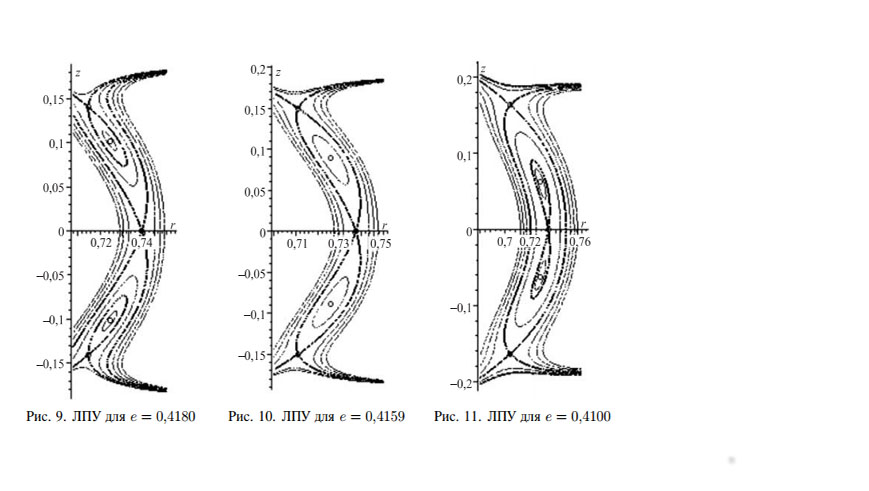 z
0,15
0,1
0,05
0
−0,05
−0,1
−0,15
0,72 0,74
r
Рис. 9. ЛПУ для e = 0,4180
0,2
z
0,15
0,1
0,05
0
−0,05
−0,1
−0,15
0,71 0,73 0,75
r
Рис. 10. ЛПУ для e = 0,4159
z
0,2
0,1
0
−0,1
−0,2
0,7 0,72 0,76
r
Рис. 11. ЛПУ для e = 0,4100